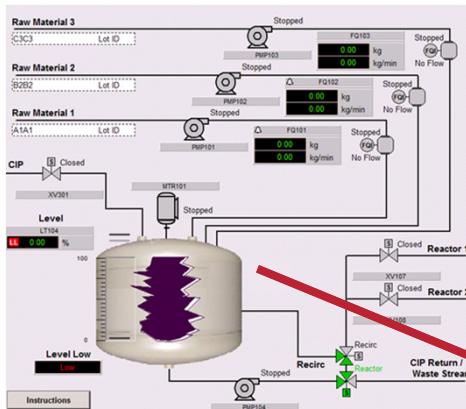 Raw Material 3
Stopped
C3C3 Lot ID
PMP103
FQ103
0.00 kg
0.00 kg/min
Stopped
FQI
No Flow
Raw Material 2
Stopped
B2B2 Lot ID
PMP102
FQ102
0.00 kg
0.00 kg/min
Stopped
FQI
No Flow
Raw Material 1
Stopped
A1A1 Lot ID
PMP101
FQ101
0.00 kg
0.00 kg/min
Stopped
FQI
No Flow
CIP
S Closed
XV301
MTR101
Stopped
Level
LT104
LL 0.00 %
100
0
S Closed
Reactor 1
XV107
S Closed
Reactor
Level Low
Low
Recirc
Recirc
S
Reactor
S
CIP Return /
Waste Strea
Stopped
PMP104
Instructions